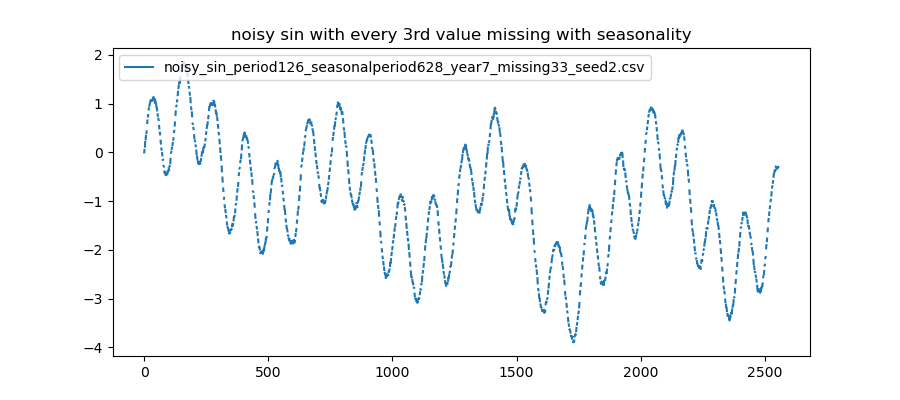 noisy sin with every 3rd value missing with seasonality
noisy_sin_period126_seasonalperiod628_year7_missing33_seed2.csv
2
1
0
−1
−2
−3
−4
0 500 1000 1500 2000 2500